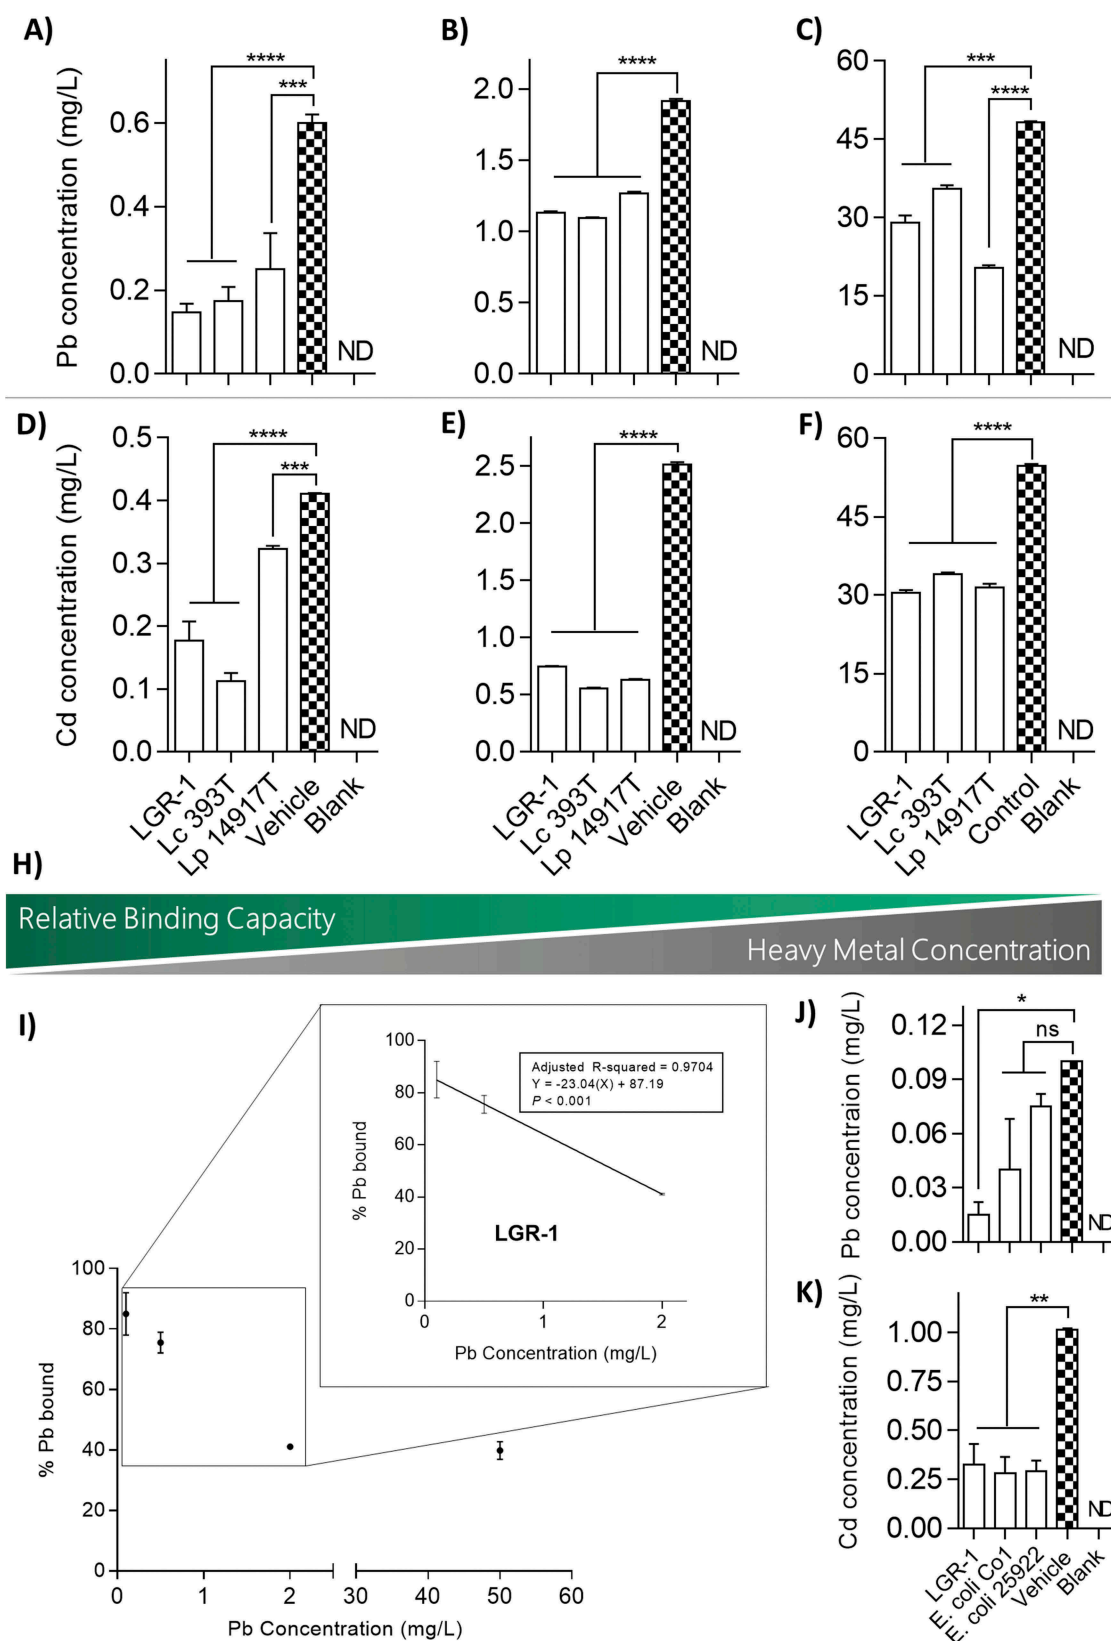 A)
Pb concentration (mg/L)
0.6
0.4
0.2
0.0
****
***
ND
B)
2.0
1.5
1.0
0.5
0.0
****
ND
C)
60
45
30
15
0
***
****
ND
D)
Cd concentration (mg/L)
0.5
0.4
0.3
0.2
0.1
0.0
****
***
ND
LGR-1
Lc 393T
Lp 14917T
Vehicle
Blank
E)
2.5
2.0
1.5
1.0
0.5
0.0
****
ND
LGR-1
Lc 393T
Lp 14917T
Vehicle
Blank
F)
60
45
30
15
0
****
ND
LGR-1
Lc 393T
Lp 14917T
Control
Blank
H)
Relative Binding Capacity
Heavy Metal Concentration
I)
100
80
60
40
20
0
% Pb bound
Adjusted R-squared = 0.9704
Y = -23.04(X) + 87.19
P < 0.001
LGR-1
0 1 2
Pb Concentration (mg/L)
100
80
60
40
20
0
% Pb bound
0 1 2 30 40 50 60
Pb Concentration (mg/L)
J)
Pb concentraion (mg/L)
0.12
0.09
0.06
0.03
0.00
*
ns
ND
K)
Cd concentration (mg/L)
1.00
0.75
0.50
0.25
0.00
**
ND
LGR-1
E. coli Co1
E. coli 25922
Vehicle
Blank